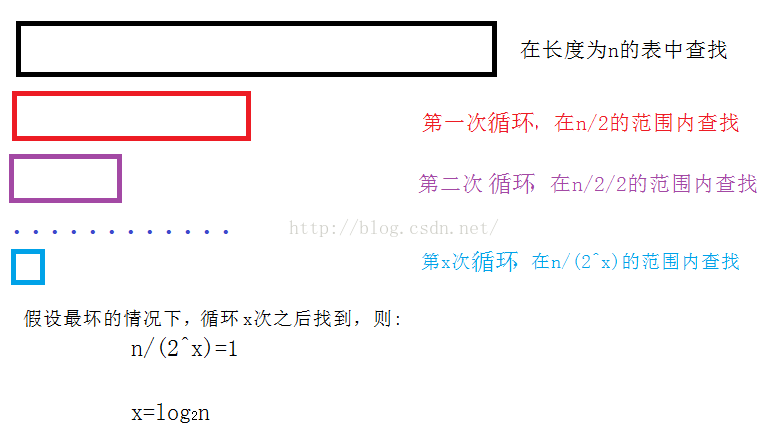 在长度为n的表中查找
第一次循环, 在n/2的范围内查找
第二次 循环, 在n/2/2的范围内查找
http://blog.csdn.net/
第x次循环, 在n/(2^x)的范围内查找
假设最坏的情况下,循环 x次之后找到,则:
n/(2^x)=1
x=log₂n